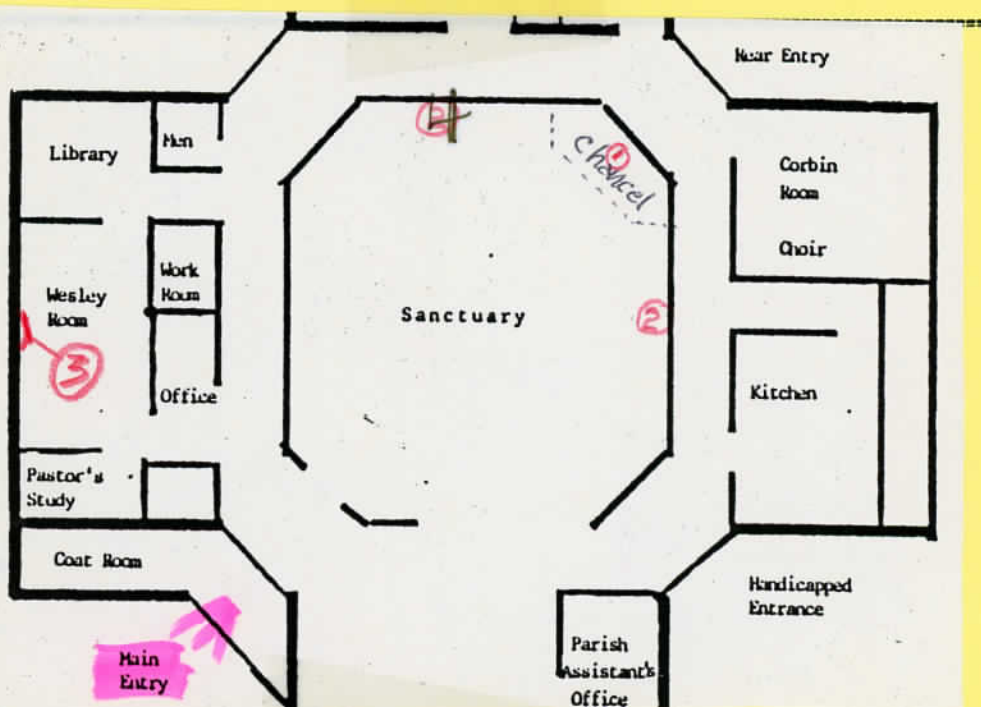 Rear Entry
Library
Men
Corbin
Room
Choir
chancel
1
4
Work
Room
Wesley
Room
Sanctuary
2
3
Office
Kitchen
Pastor's
Study
Coat Room
Handicapped
Entrance
Main
Entry
Parish
Assistant's
Office